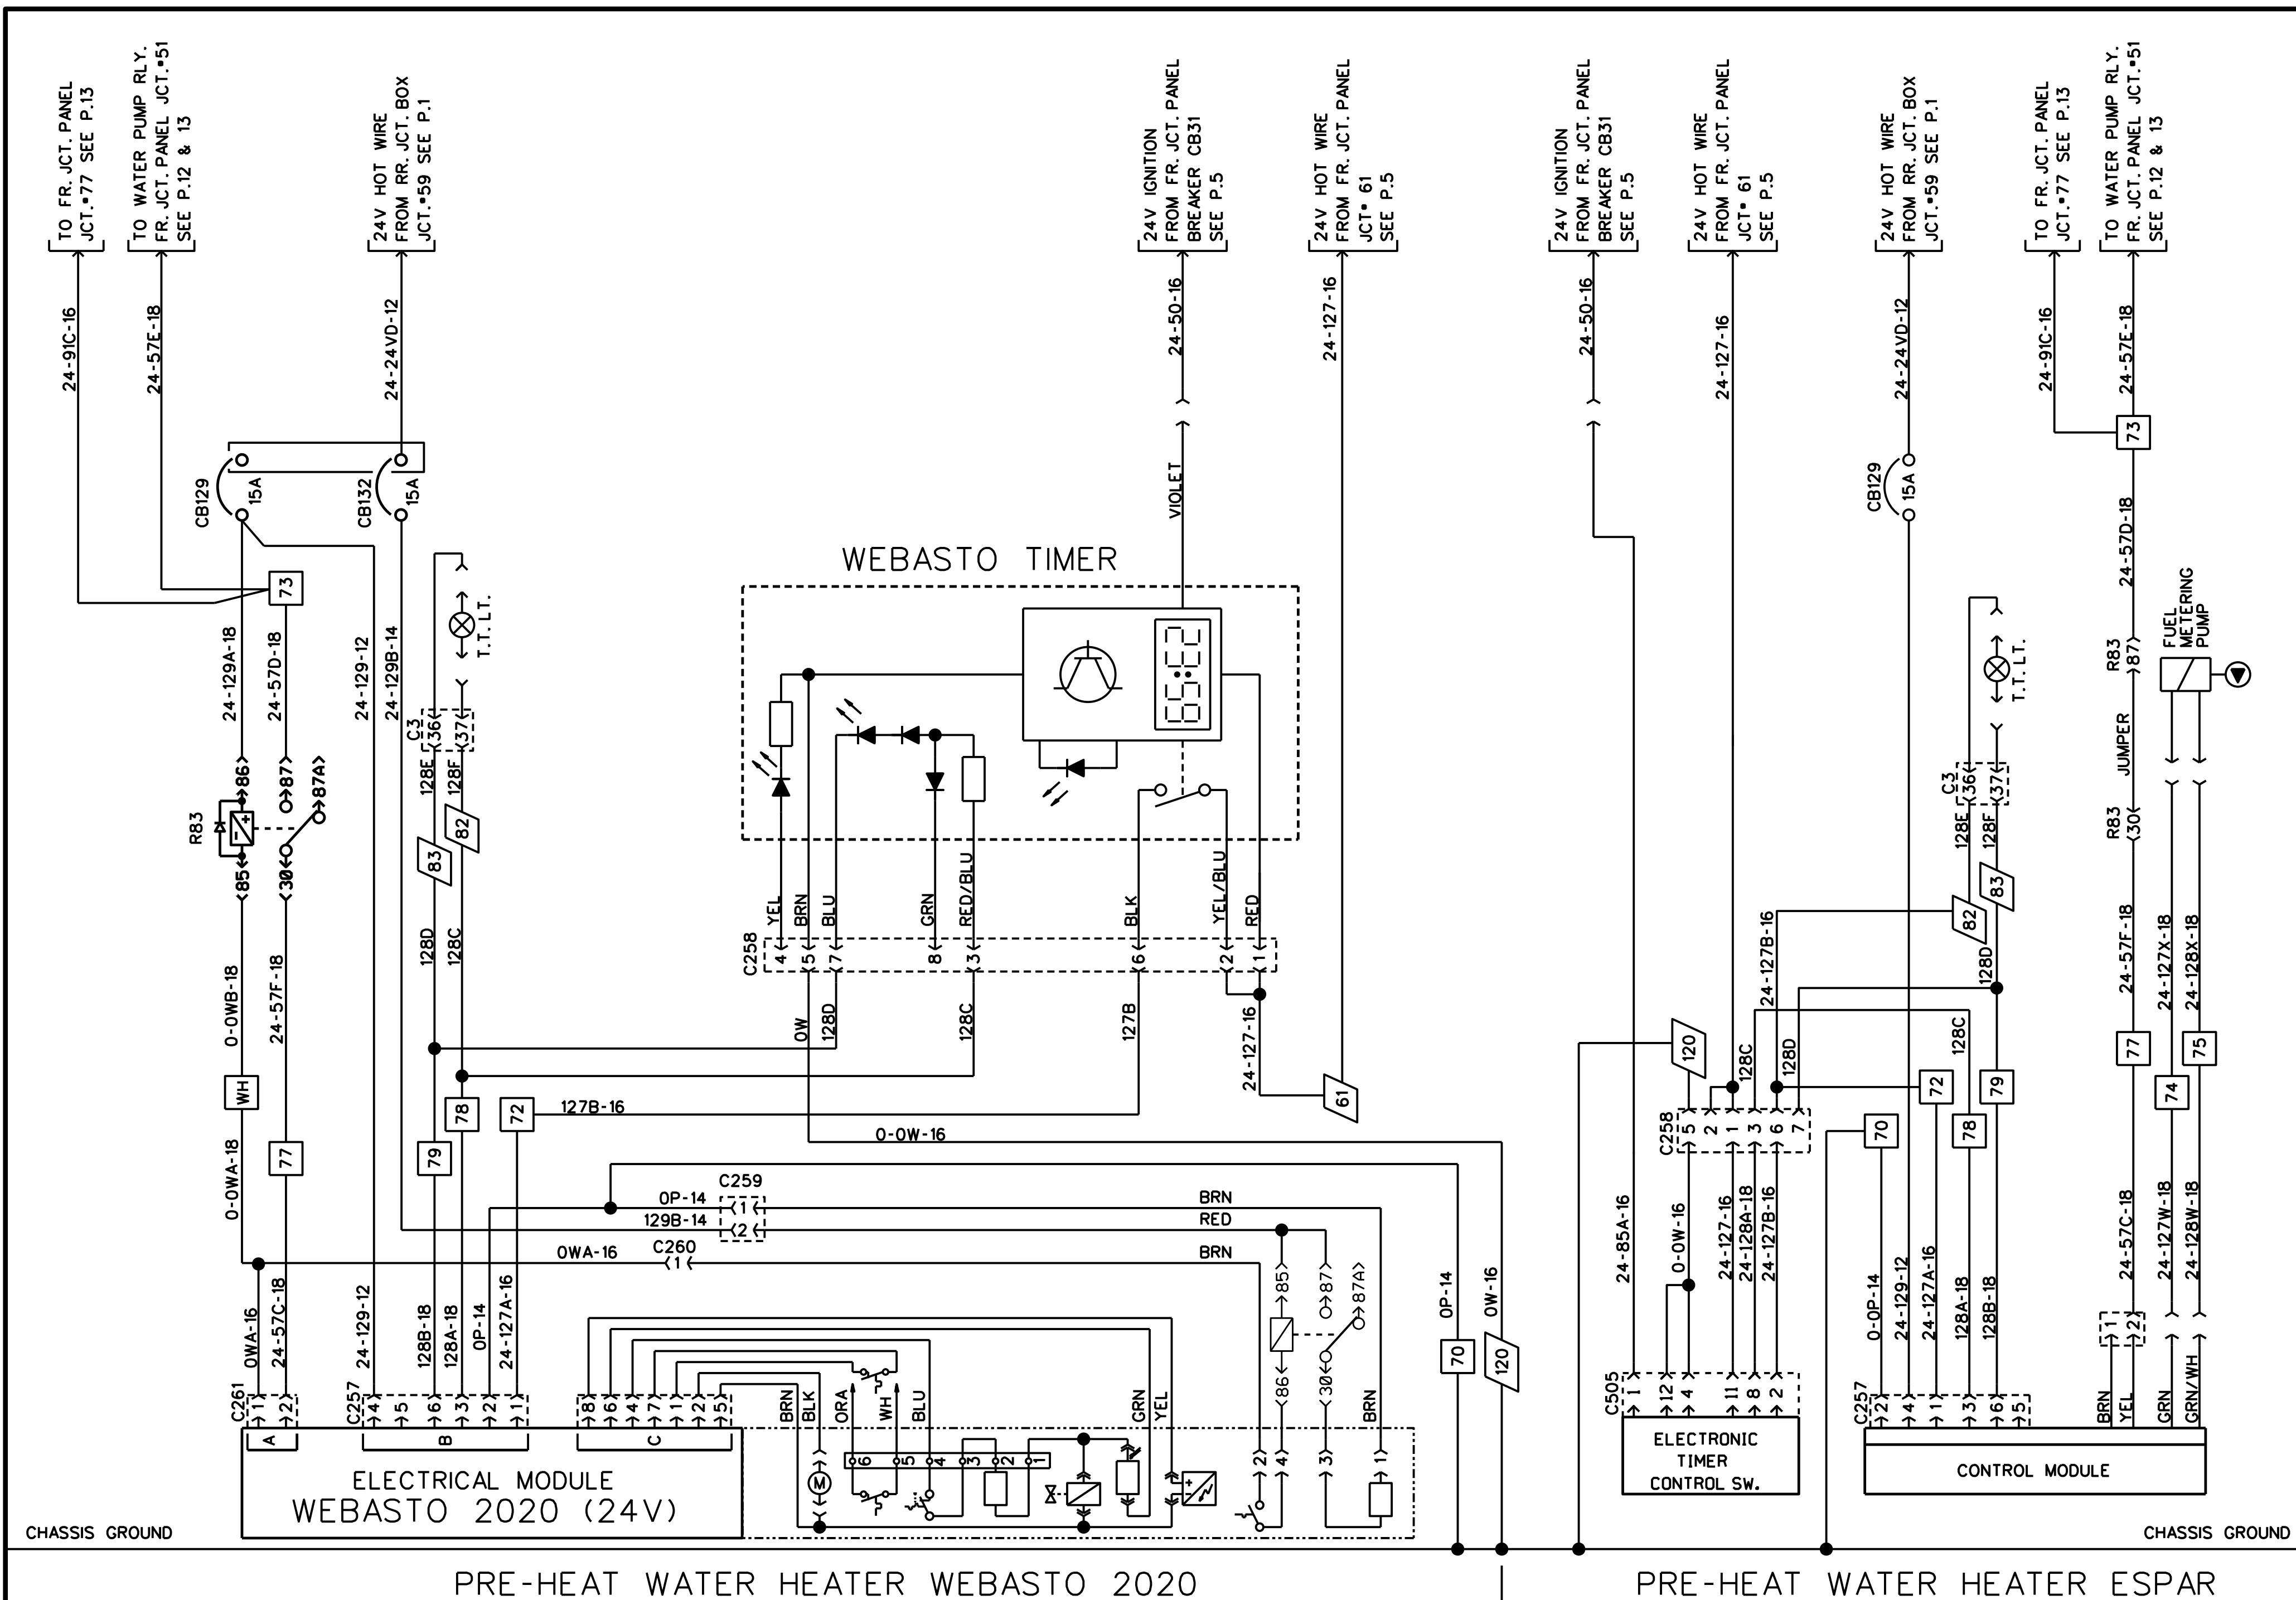 TO FR. JCT. PANEL
JCT.#77 SEE P.13
TO WATER PUMP RLY.
FR. JCT. PANEL JCT.#51
SEE P.12 & 13
24V HOT WIRE
FROM RR. JCT. BOX
JCT.#59 SEE P.1
24V IGNITION
FROM FR. JCT. PANEL
BREAKER CB31
SEE P.5
24V HOT WIRE
FROM FR. JCT. PANEL
JCT# 61
SEE P.5
24V IGNITION
FROM FR. JCT. PANEL
BREAKER CB31
SEE P.5
24V HOT WIRE
FROM FR. JCT. PANEL
JCT# 61
SEE P.5
24V HOT WIRE
FROM RR. JCT. BOX
JCT.#59 SEE P.1
TO FR. JCT. PANEL
JCT.#77 SEE P.13
TO WATER PUMP RLY.
FR. JCT. PANEL JCT.#51
SEE P.12 & 13
24-91C-16
24-57E-18
24-24VD-12
24-50-16
24-127-16
24-50-16
24-127-16
24-24VD-12
24-91C-16
24-57E-18
73
CB129
15A
CB132
15A
VIOLET
CB129
15A
24-57D-18
WEBASTO TIMER
73
24-129A-18
24-57D-18
24-129-12
24-129B-14
T.T.LT.
C3
36
37
128E
128F
R83
86
87
87A
85
30
82
83
128D
128C
R83
87
JUMPER
R83
30
FUEL
METERING
PUMP
T.T.LT.
C3
36
37
128E
128F
83
82
24-127B-16
128D
24-57F-18
24-127X-18
24-128X-18
YEL
BRN
BLU
GRN
RED/BLU
BLK
YEL/BLU
RED
C258
4
5
7
8
3
6
2
1
0W
128D
128C
127B
24-127-16
61
0-0WB-18
24-57F-18
WH
0-0WA-18
77
78
79
72
127B-16
0-0W-16
120
128C
128D
128C
72
79
77
75
74
70
78
C258
5
2
1
3
6
7
C259
0P-14
1
BRN
129B-14
2
RED
0WA-16
C260
1
BRN
85
87
87A
86
30
0P-14
0W-16
70
120
24-85A-16
0-0W-16
24-127-16
24-128A-18
24-127B-16
0-0P-14
24-129-12
24-127A-16
128A-18
128B-18
24-57C-18
24-127W-18
24-128W-18
0WA-16
24-57C-18
24-129-12
128B-18
128A-18
0P-14
24-127A-16
C261
1
2
C257
4
5
6
3
2
1
8
6
4
7
1
2
5
BRN
BLK
ORA
WH
BLU
GRN
YEL
BRN
C505
1
12
4
11
8
2
C257
2
4
1
3
6
5
1
2
BRN
YEL
GRN
GRN/WH
A
B
C
M
6
5
4
3
2
1
2
4
3
1
ELECTRICAL MODULE
WEBASTO 2020 (24V)
ELECTRONIC
TIMER
CONTROL SW.
CONTROL MODULE
CHASSIS GROUND
CHASSIS GROUND
PRE-HEAT WATER HEATER WEBASTO 2020
PRE-HEAT WATER HEATER ESPAR